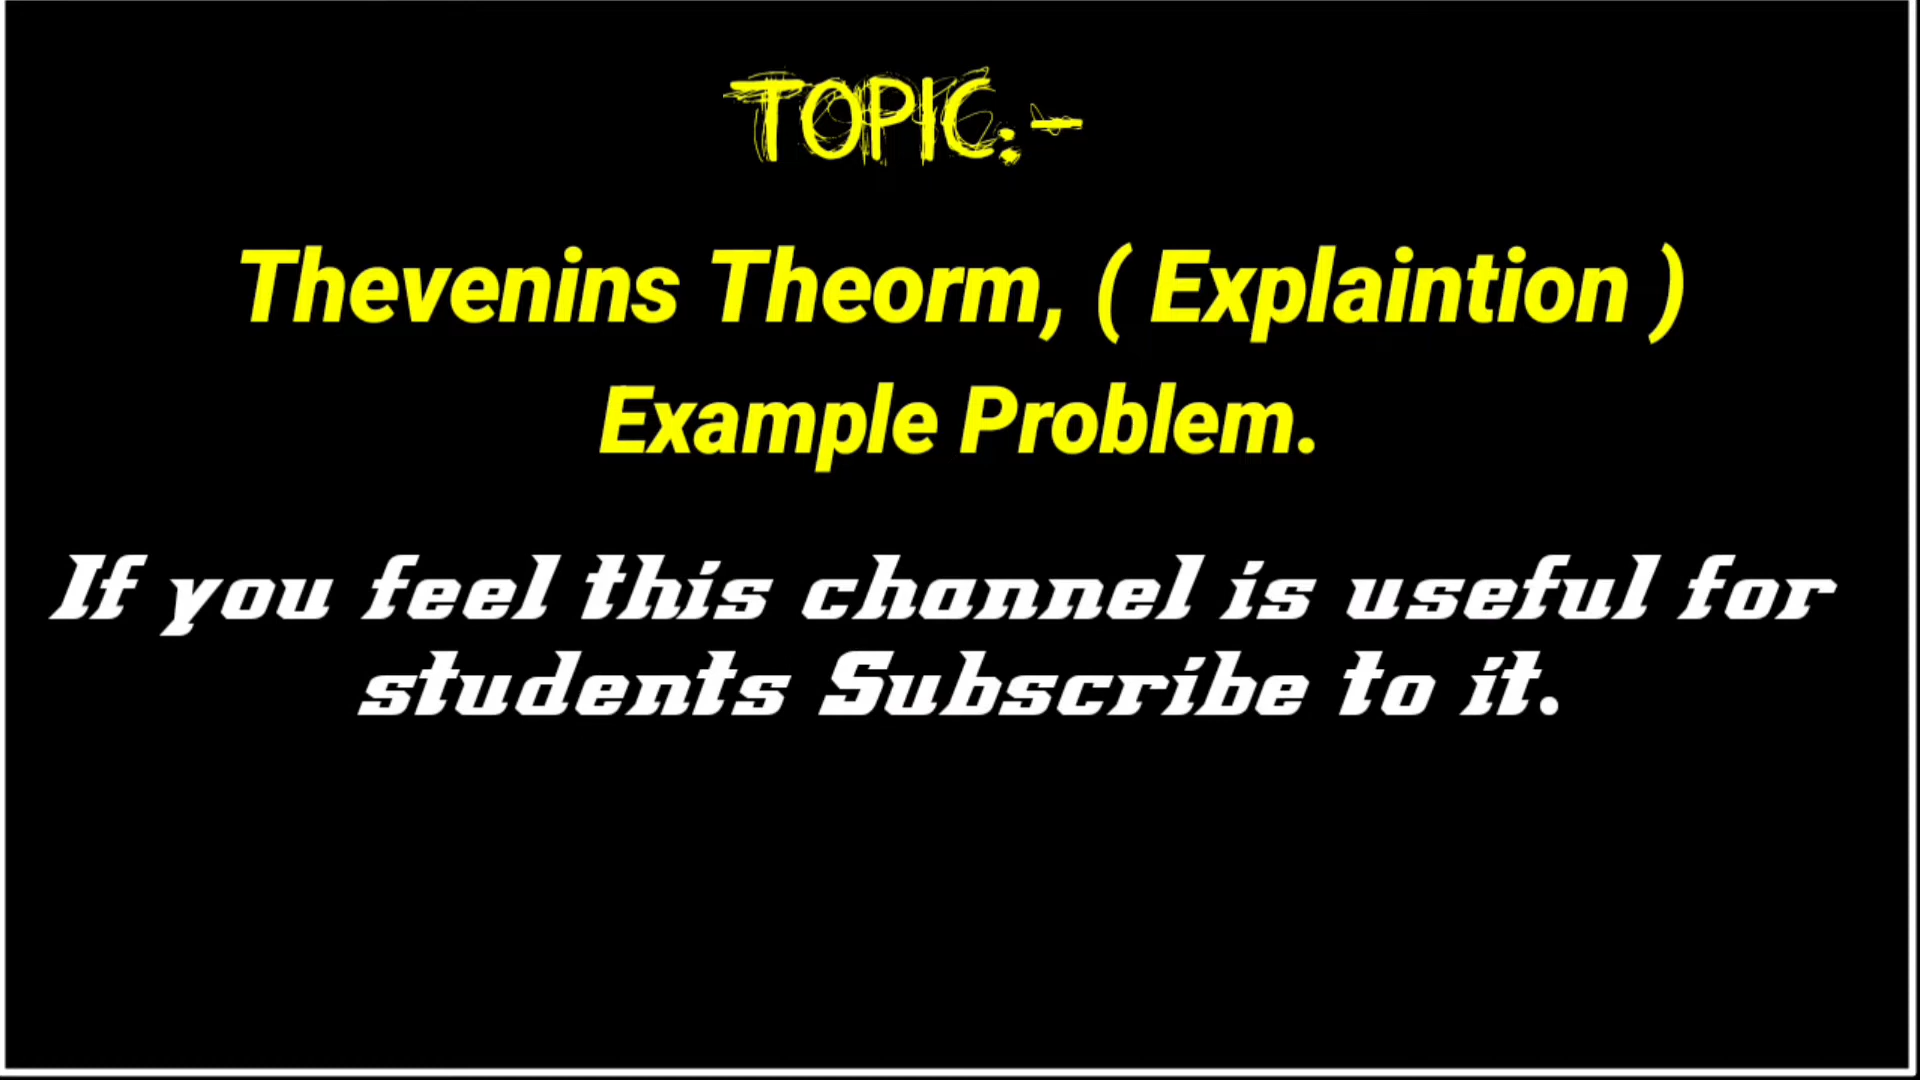 TOPIC:-
Thevenins Theorm, ( Explaintion )
Example Problem.
If you feel this channel is useful for
students Subscribe to it.